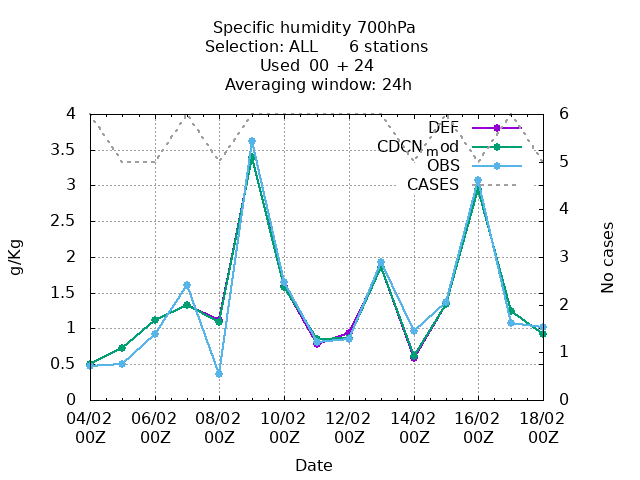 Specific humidity 700hPa
Selection: ALL      6 stations
Used  00  + 24
Averaging window: 24h
g/Kg
4
3.5
3
2.5
2
1.5
1
0.5
0
DEF
CDCN_mod
OBS
CASES
6
5
4
3
2
1
0
No cases
04/02 06/02 08/02 10/02 12/02 14/02 16/02 18/02
00Z 00Z 00Z 00Z 00Z 00Z 00Z 00Z
Date